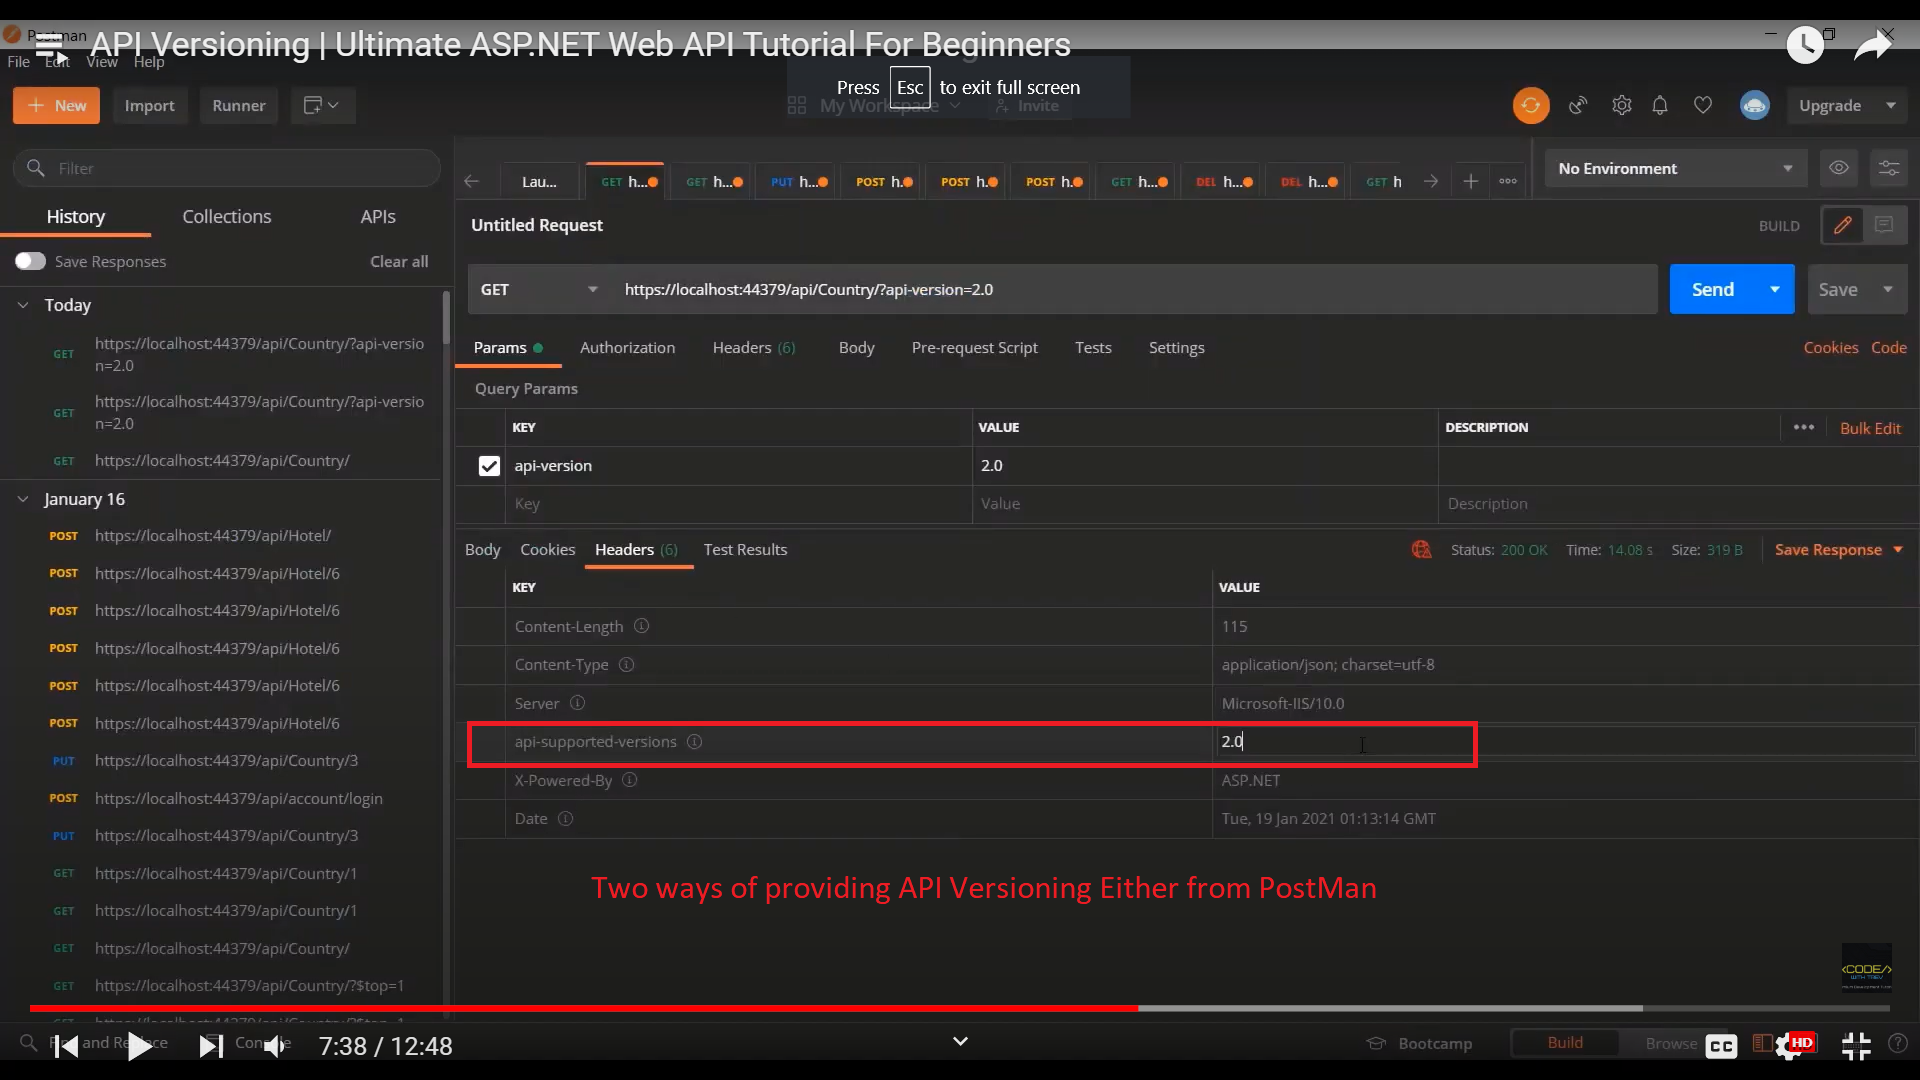 Postman
API Versioning | Ultimate ASP.NET Web API Tutorial For Beginners
File Edit View Help
Press Esc to exit full screen
New Import Runner My Workspace Invite Upgrade
Filter
Lau... GET h... GET h... PUT h... POST h. POST h. POST h. GET h... DEL h... DEL h... GET h
No Environment
History Collections APIs
Untitled Request BUILD
Save Responses Clear all
GET https://localhost:44379/api/Country/?api-version=2.0 Send Save
Today
GET https://localhost:44379/api/Country/?api-versio
n=2.0
GET https://localhost:44379/api/Country/?api-versio
n=2.0
GET https://localhost:44379/api/Country/
January 16
POST https://localhost:44379/api/Hotel/
POST https://localhost:44379/api/Hotel/6
POST https://localhost:44379/api/Hotel/6
POST https://localhost:44379/api/Hotel/6
POST https://localhost:44379/api/Hotel/6
POST https://localhost:44379/api/Hotel/6
PUT https://localhost:44379/api/Country/3
POST https://localhost:44379/api/account/login
PUT https://localhost:44379/api/Country/3
GET https://localhost:44379/api/Country/1
GET https://localhost:44379/api/Country/1
GET https://localhost:44379/api/Country/
GET https://localhost:44379/api/Country/?$top=1
Params Authorization Headers (6) Body Pre-request Script Tests Settings Cookies Code
Query Params
KEY VALUE DESCRIPTION Bulk Edit
api-version 2.0
Key Value Description
Body Cookies Headers (6) Test Results Status: 200 OK Time: 14.08 s Size: 319 B Save Response
KEY VALUE
Content-Length 115
Content-Type application/json; charset=utf-8
Server Microsoft-IIS/10.0
api-supported-versions 2.0
X-Powered-By ASP.NET
Date Tue, 19 Jan 2021 01:13:14 GMT
Two ways of providing API Versioning Either from PostMan
<CODE/>
WITH TREV
7:38 / 12:48
Bootcamp Build Browse CC HD